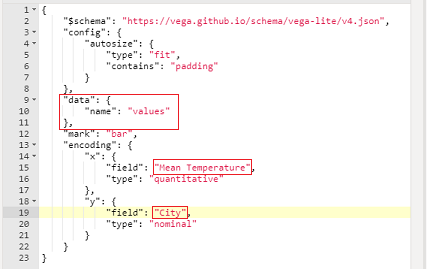 1 {
2 "$schema": "https://vega.github.io/schema/vega-lite/v4.json",
3 "config": {
4 "autosize": {
5 "type": "fit",
6 "contains": "padding"
7 }
8 },
9 "data": {
10 "name": "values"
11 },
12 "mark": "bar",
13 "encoding": {
14 "x": {
15 "field": "Mean Temperature",
16 "type": "quantitative"
17 },
18 "y": {
19 "field": "City",
20 "type": "nominal"
21 }
22 }
23 }